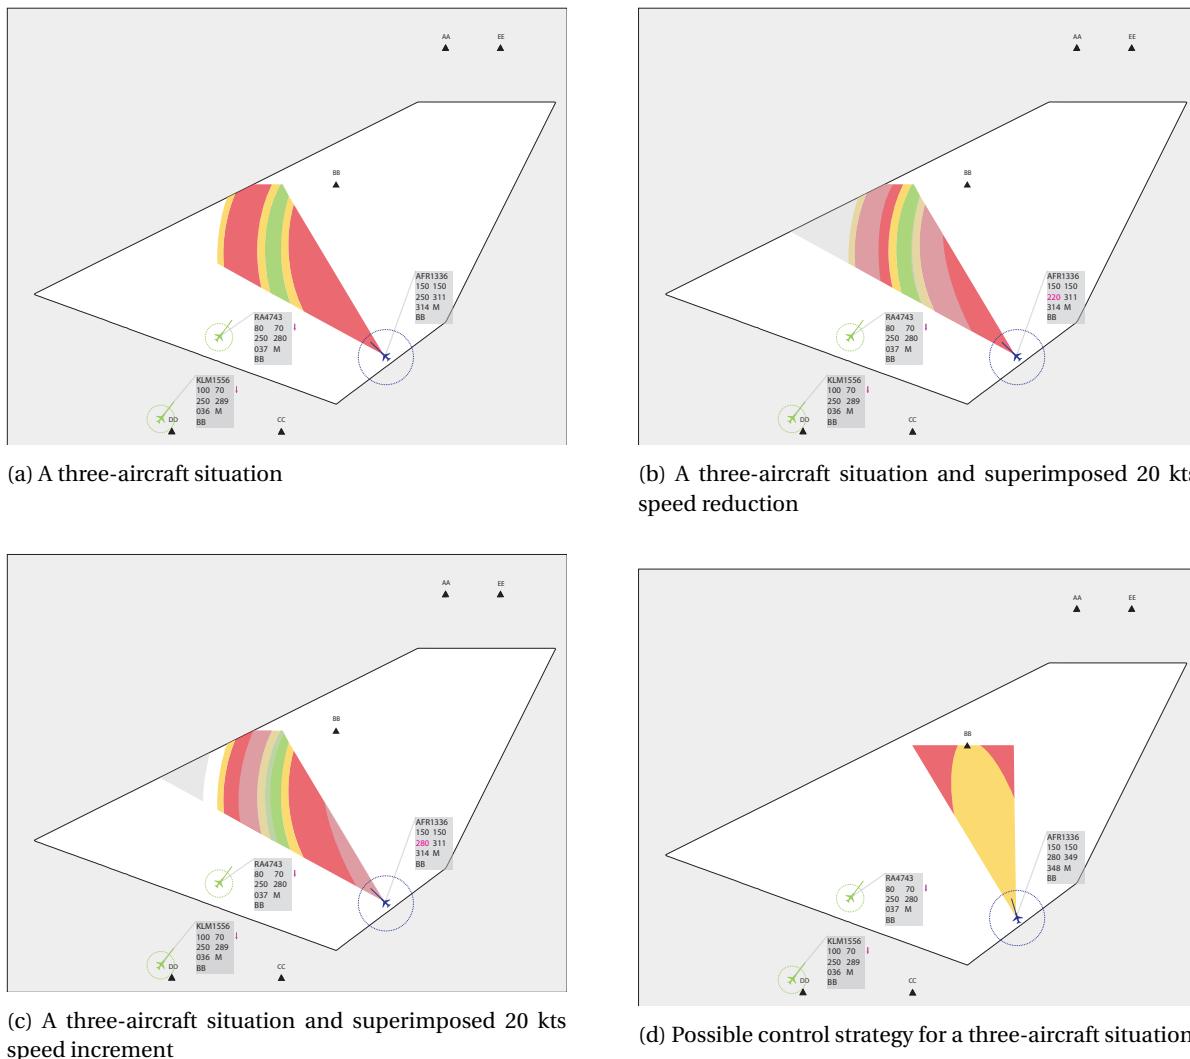 AA
EE
BB
AFR1336
150 150
250 311
314 M
BB
RA4743
80 70
250 280
037 M
BB
KLM1556
100 70
250 289
036 M
BB
DD
CC
(a) A three-aircraft situation
AA
EE
BB
AFR1336
150 150
220 311
314 M
BB
RA4743
80 70
250 280
037 M
BB
KLM1556
100 70
250 289
036 M
BB
DD
CC
(b) A three-aircraft situation and superimposed 20 kts
speed reduction
AA
EE
BB
AFR1336
150 150
280 311
314 M
BB
RA4743
80 70
250 280
037 M
BB
KLM1556
100 70
250 289
036 M
BB
DD
CC
(c) A three-aircraft situation and superimposed 20 kts
speed increment
AA
EE
BB
AFR1336
150 150
280 349
348 M
BB
RA4743
80 70
250 280
037 M
BB
KLM1556
100 70
250 289
036 M
BB
DD
CC
(d) Possible control strategy for a three-aircraft situation